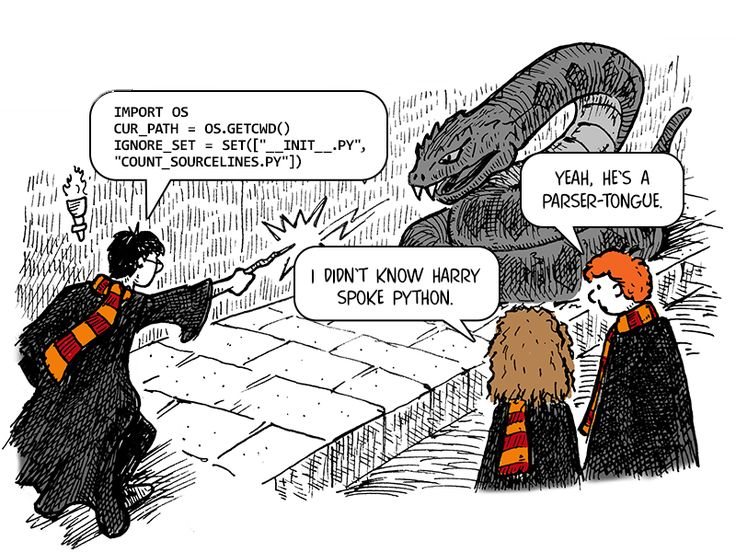 IMPORT OS
CUR_PATH = OS.GETCWD()
IGNORE_SET = SET(["__INIT__.PY",
"COUNT_SOURCELINES.PY"])
I DIDN'T KNOW HARRY
SPOKE PYTHON.
YEAH, HE'S A
PARSER-TONGUE.